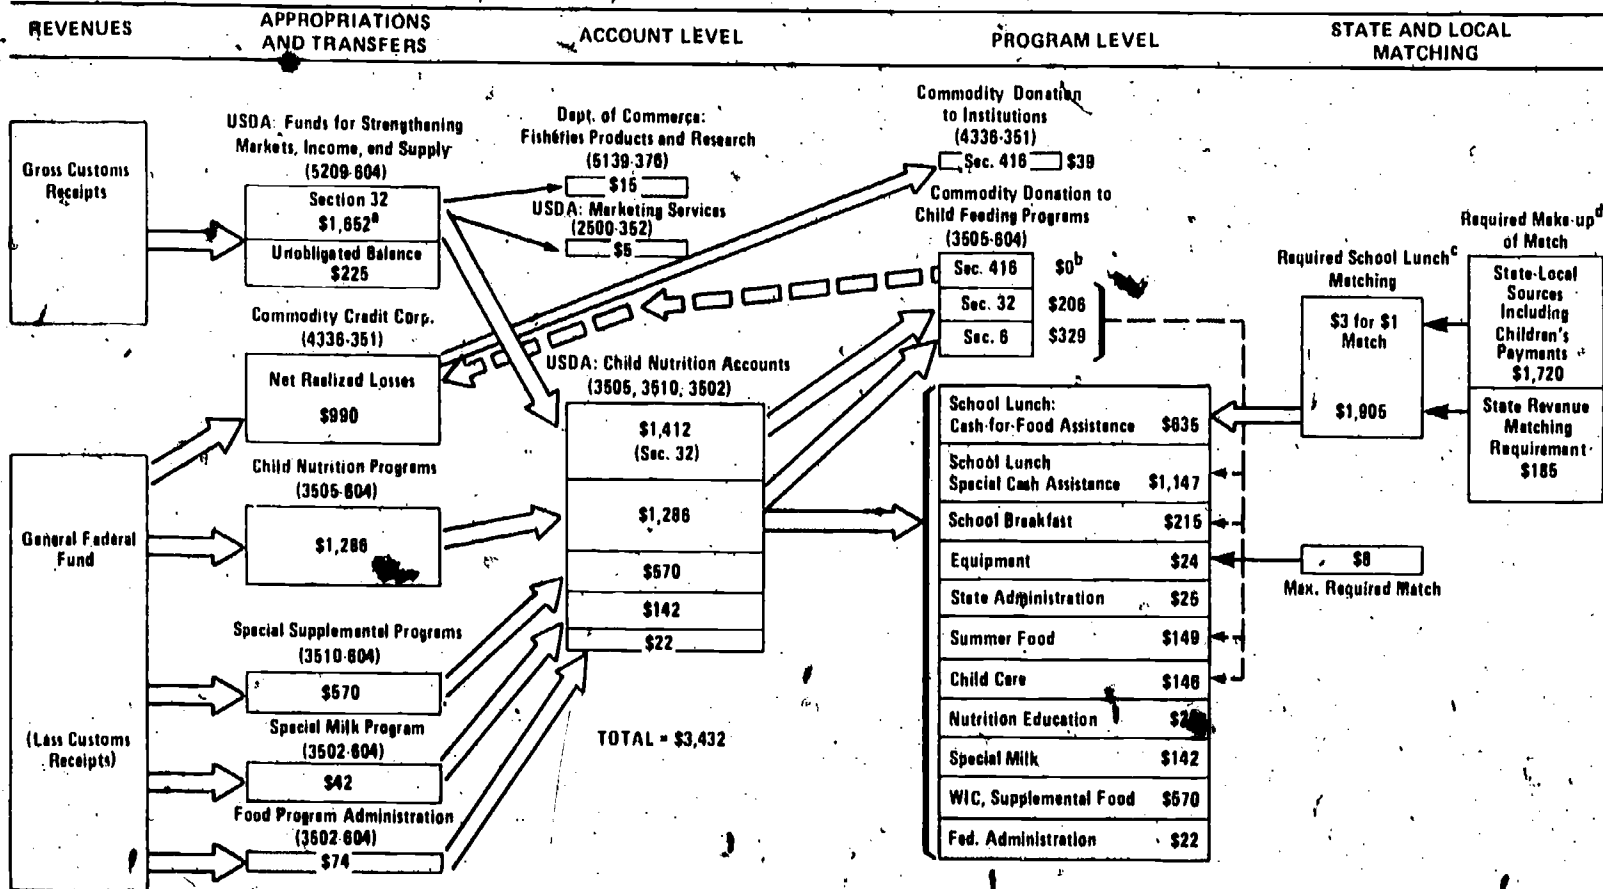 REVENUES
APPROPRIATIONS
AND TRANSFERS
ACCOUNT LEVEL
PROGRAM LEVEL
STATE AND LOCAL
MATCHING
Gross Customs
Receipts
General Federal
Fund
(Less Customs
Receipts)
USDA: Funds for Strengthening
Markets, Income, and Supply
(5209-604)
Section 32
$1,652a
Unobligated Balance
$225
Commodity Credit Corp.
(4336-351)
Net Realized Losses
$990
Child Nutrition Programs
(3505-604)
$1,286
Special Supplemental Programs
(3510-604)
$570
Special Milk Program
(3502-604)
$42
Food Program Administration
(3502-604)
$74
Dept. of Commerce:
Fisheries Products and Research
(5139-376)
$15
USDA: Marketing Services
(2500-352)
$5
USDA: Child Nutrition Accounts
(3505, 3510, 3502)
$1,412
(Sec. 32)
$1,286
$570
$142
$22
TOTAL = $3,432
Commodity Donation
to Institutions
(4336-351)
Sec. 416 $39
Commodity Donation to
Child Feeding Programs
(3505-604)
Sec. 416 $0b
Sec. 32 $206
Sec. 6 $329
School Lunch:
Cash-for-Food Assistance $635
School Lunch
Special Cash Assistance $1,147
School Breakfast $215
Equipment $24
State Administration $25
Summer Food $149
Child Care $146
Nutrition Education
Special Milk $142
WIC, Supplemental Food $570
Fed. Administration $22
Required School Lunchc
Matching
$3 for $1
Match
$1,905
$8
Max. Required Match
Required Make-upd
of Match
State-Local
Sources
Including
Children's
Payments
$1,720
State Revenue
Matching
Requirement
$185